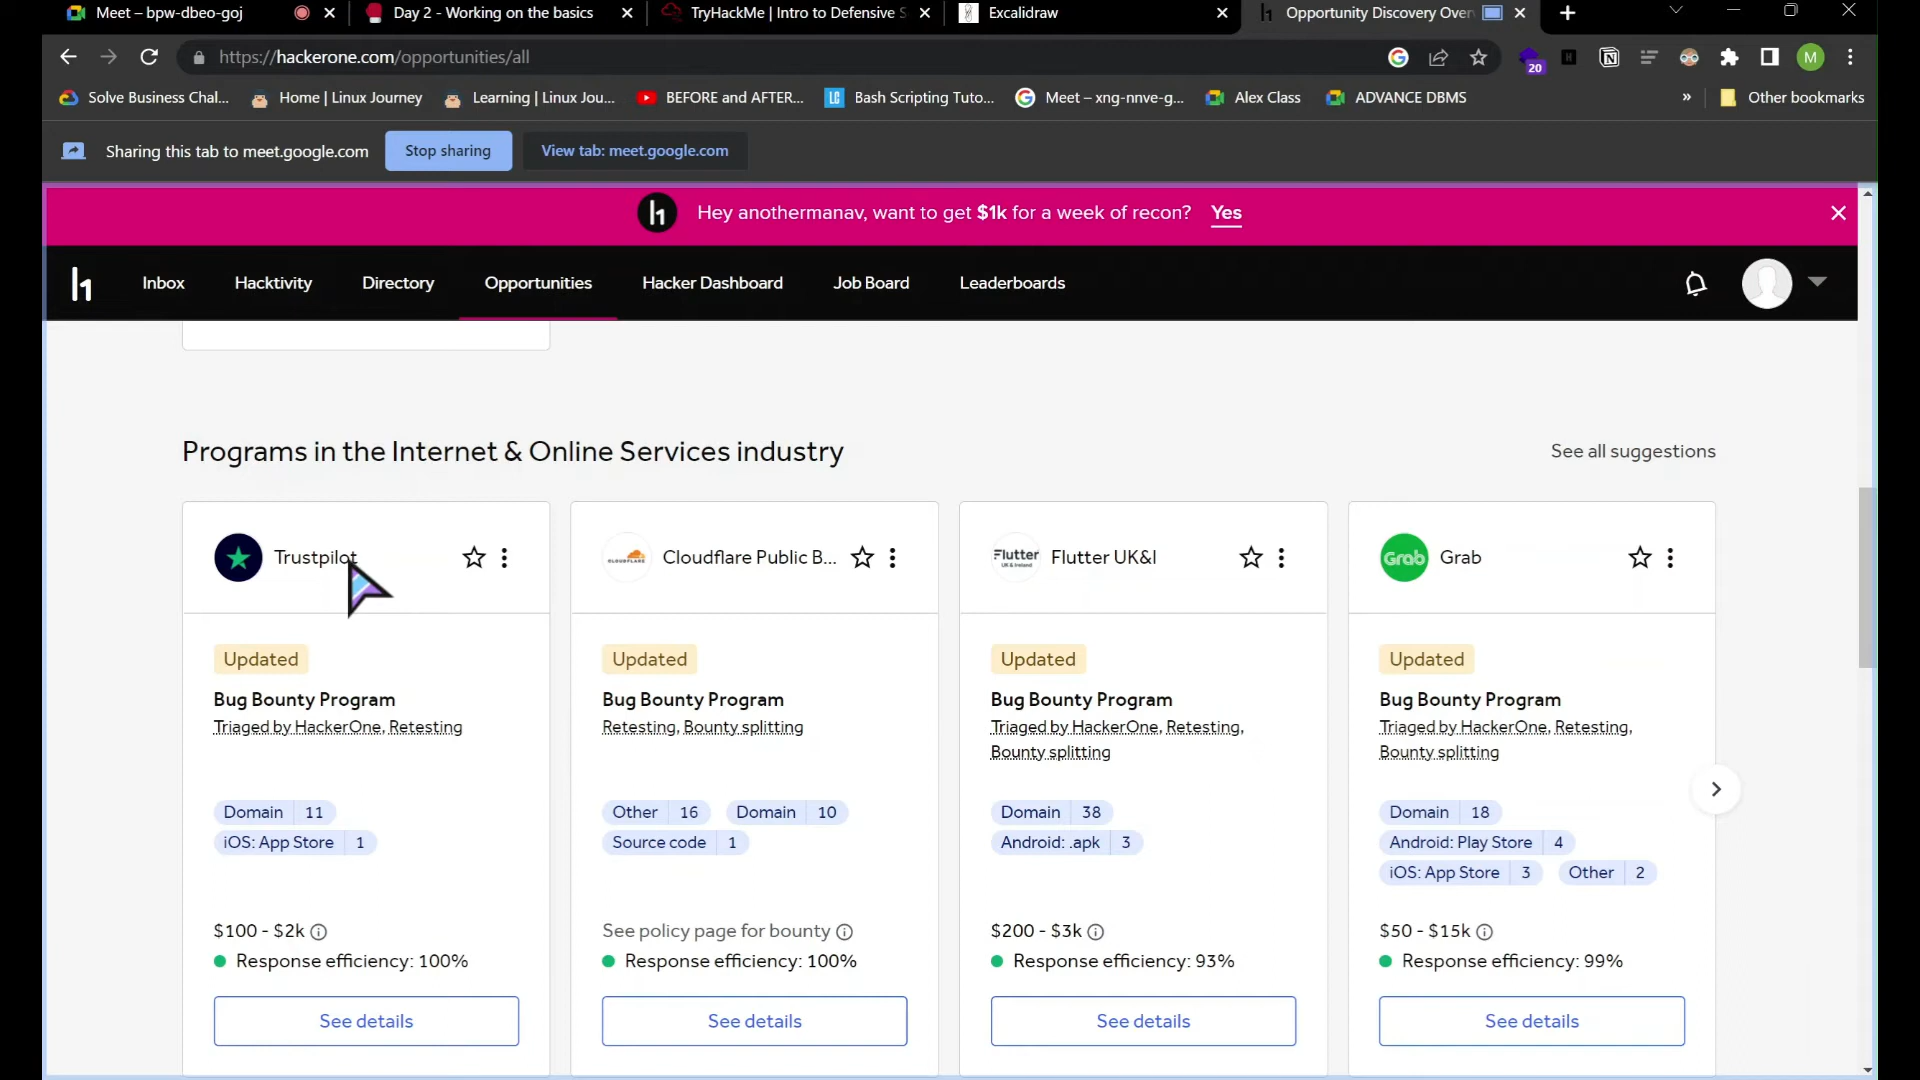 Meet – bpw-dbeo-goj
Day 2 - Working on the basics
TryHackMe | Intro to Defensive S
Excalidraw
Opportunity Discovery Over
https://hackerone.com/opportunities/all
20
M
Solve Business Chal...
Home | Linux Journey
Learning | Linux Jou...
BEFORE and AFTER...
LC
Bash Scripting Tuto...
Meet – xng-nnve-g...
Alex Class
ADVANCE DBMS
»
Other bookmarks
Sharing this tab to meet.google.com
Stop sharing
View tab: meet.google.com
h1
Hey anothermanav, want to get $1k for a week of recon? Yes
h1
Inbox
Hacktivity
Directory
Opportunities
Hacker Dashboard
Job Board
Leaderboards
Programs in the Internet & Online Services industry
See all suggestions
Trustpilot
Updated
Bug Bounty Program
Triaged by HackerOne, Retesting
Domain 11
iOS: App Store 1
$100 - $2k
Response efficiency: 100%
See details
CLOUDFLARE
Cloudflare Public B...
Updated
Bug Bounty Program
Retesting, Bounty splitting
Other 16 Domain 10
Source code 1
See policy page for bounty
Response efficiency: 100%
See details
Flutter
UK & Ireland
Flutter UK&I
Updated
Bug Bounty Program
Triaged by HackerOne, Retesting,
Bounty splitting
Domain 38
Android: .apk 3
$200 - $3k
Response efficiency: 93%
See details
Grab
Grab
Updated
Bug Bounty Program
Triaged by HackerOne, Retesting,
Bounty splitting
Domain 18
Android: Play Store 4
iOS: App Store 3 Other 2
$50 - $15k
Response efficiency: 99%
See details